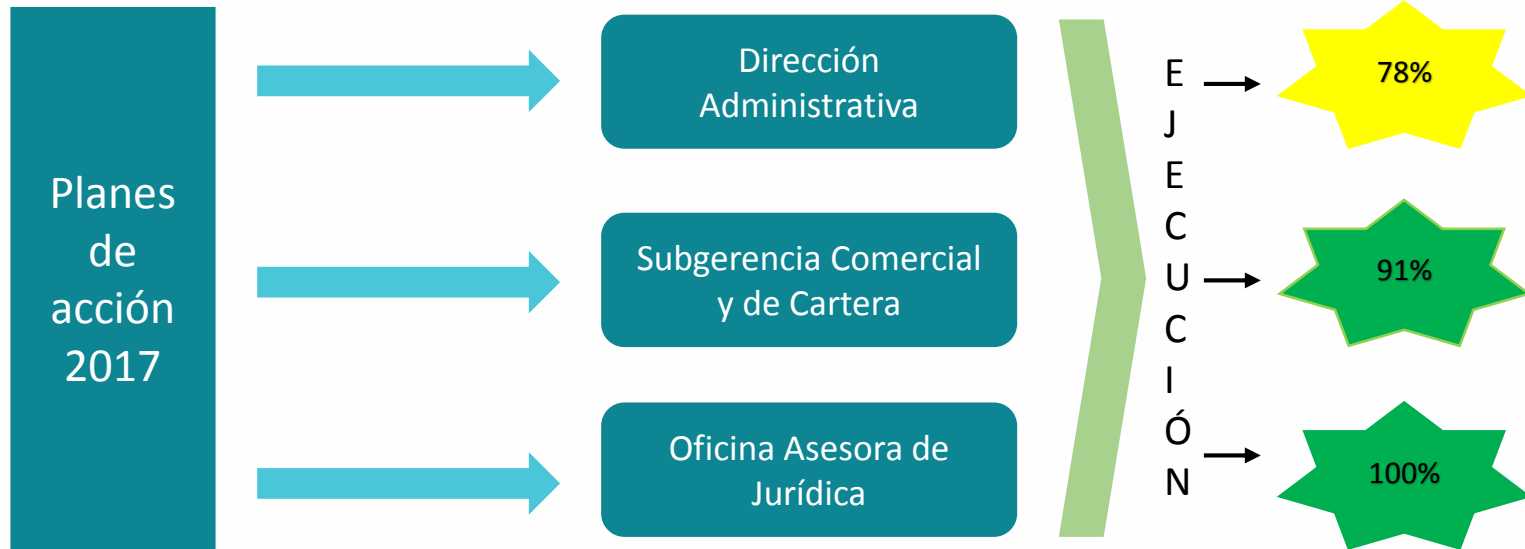 Planes
de
acción
2017
Dirección
Administrativa
Subgerencia Comercial
y de Cartera
Oficina Asesora de
Jurídica
E
J
E
C
U
C
I
Ó
N
78%
91%
100%